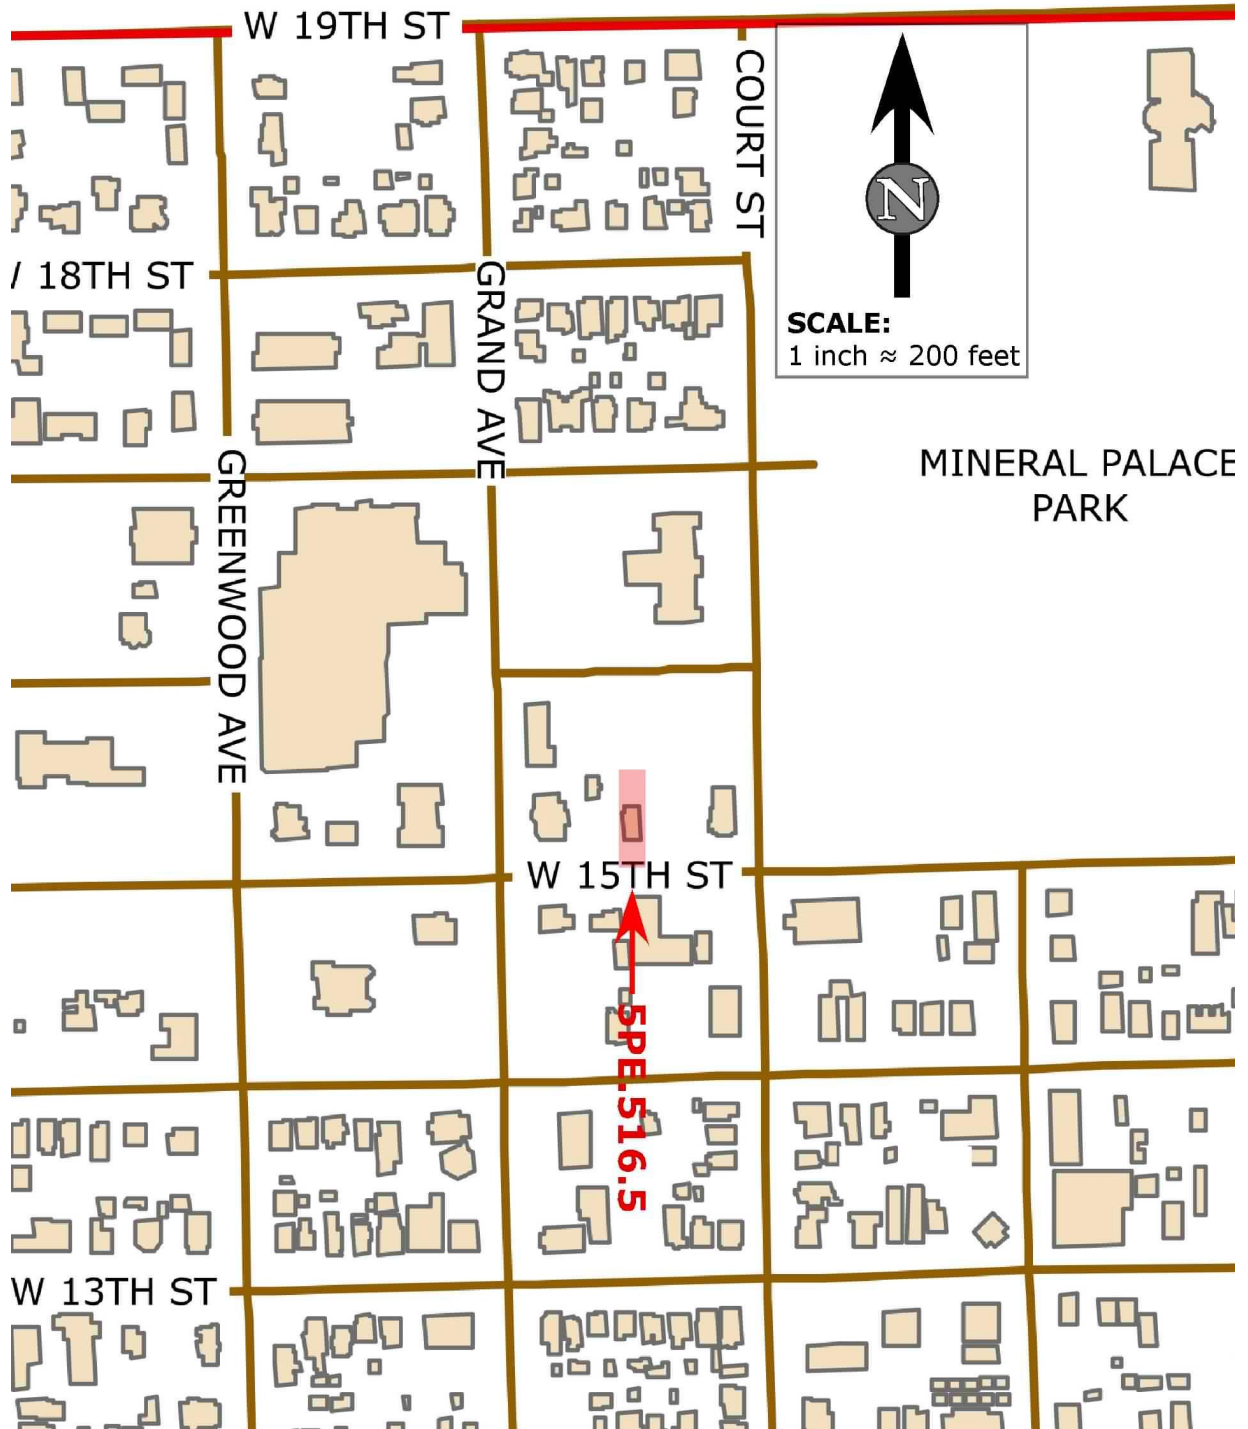 W 19TH ST
COURT ST
N
W 18TH ST
GRAND AVE
SCALE:
1 inch ≈ 200 feet
GREENWOOD AVE
MINERAL PALACE
PARK
W 15TH ST
5PE.516.5
W 13TH ST